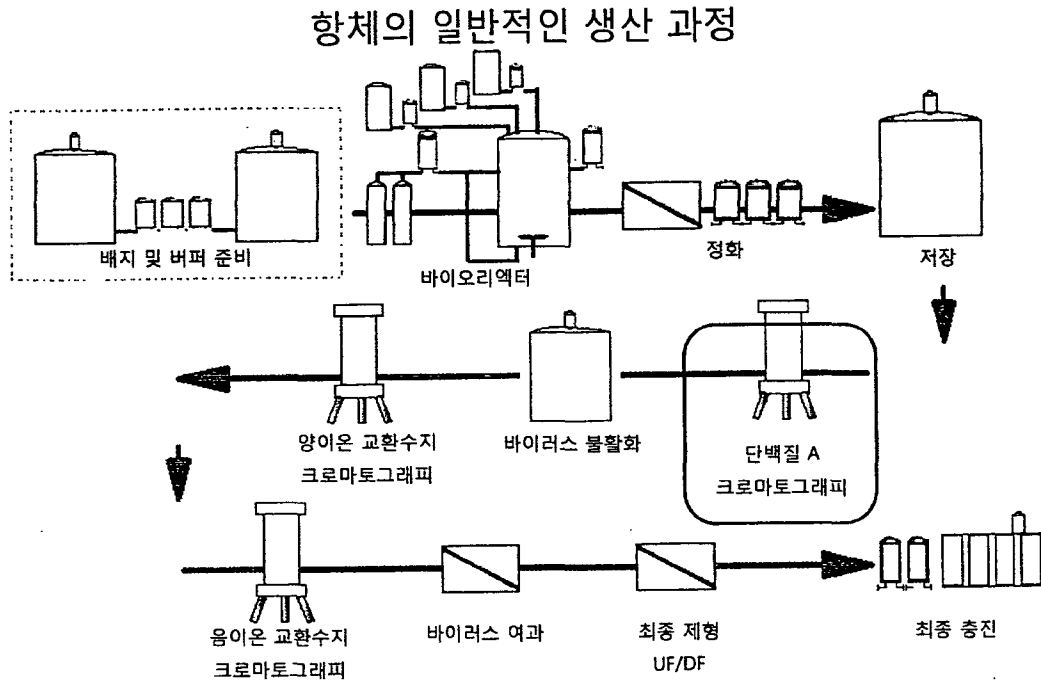 항체의 일반적인 생산 과정
배지 및 버퍼 준비
바이오리액터
정화
저장
양이온 교환수지
크로마토그래피
바이러스 불활화
단백질 A
크로마토그래피
음이온 교환수지
크로마토그래피
바이러스 여과
최종 제형
UF/DF
최종 충진